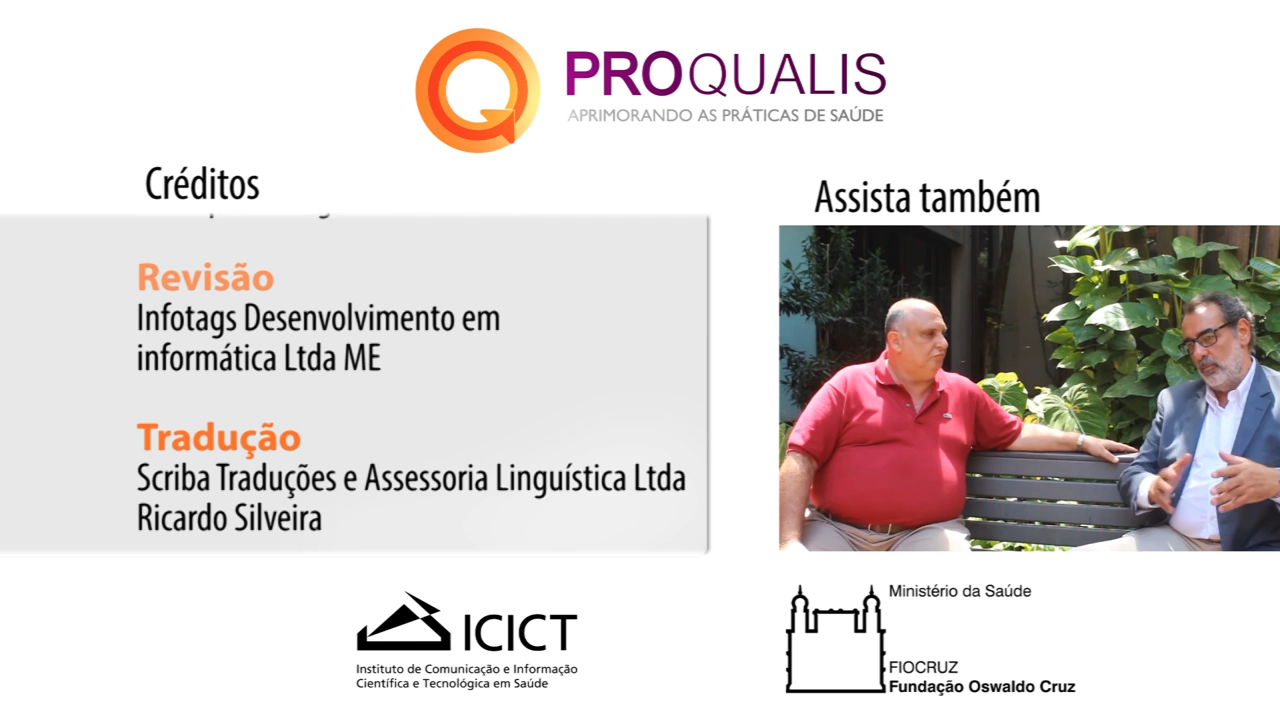 PROQUALIS
APRIMORANDO AS PRÁTICAS DE SAÚDE
Créditos
Revisão
Infotags Desenvolvimento em
informática Ltda ME
Tradução
Scriba Traduções e Assessoria Linguística Ltda
Ricardo Silveira
Assista também
ICICT
Instituto de Comunicação e Informação
Científica e Tecnológica em Saúde
Ministério da Saúde
FIOCRUZ
Fundação Oswaldo Cruz